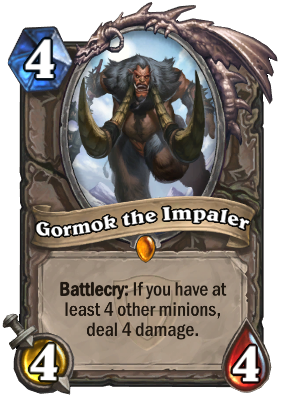 4
Gormok the Impaler
Battlecry: If you have at
least 4 other minions,
deal 4 damage.
4
4